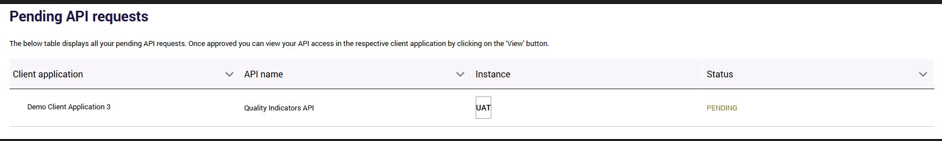 Pending API requests
The below table displays all your pending API requests. Once approved you can view your API access in the respective client application by clicking on the 'View' button.
Client application API name Instance Status
Demo Client Application 3 Quality Indicators API UAT PENDING